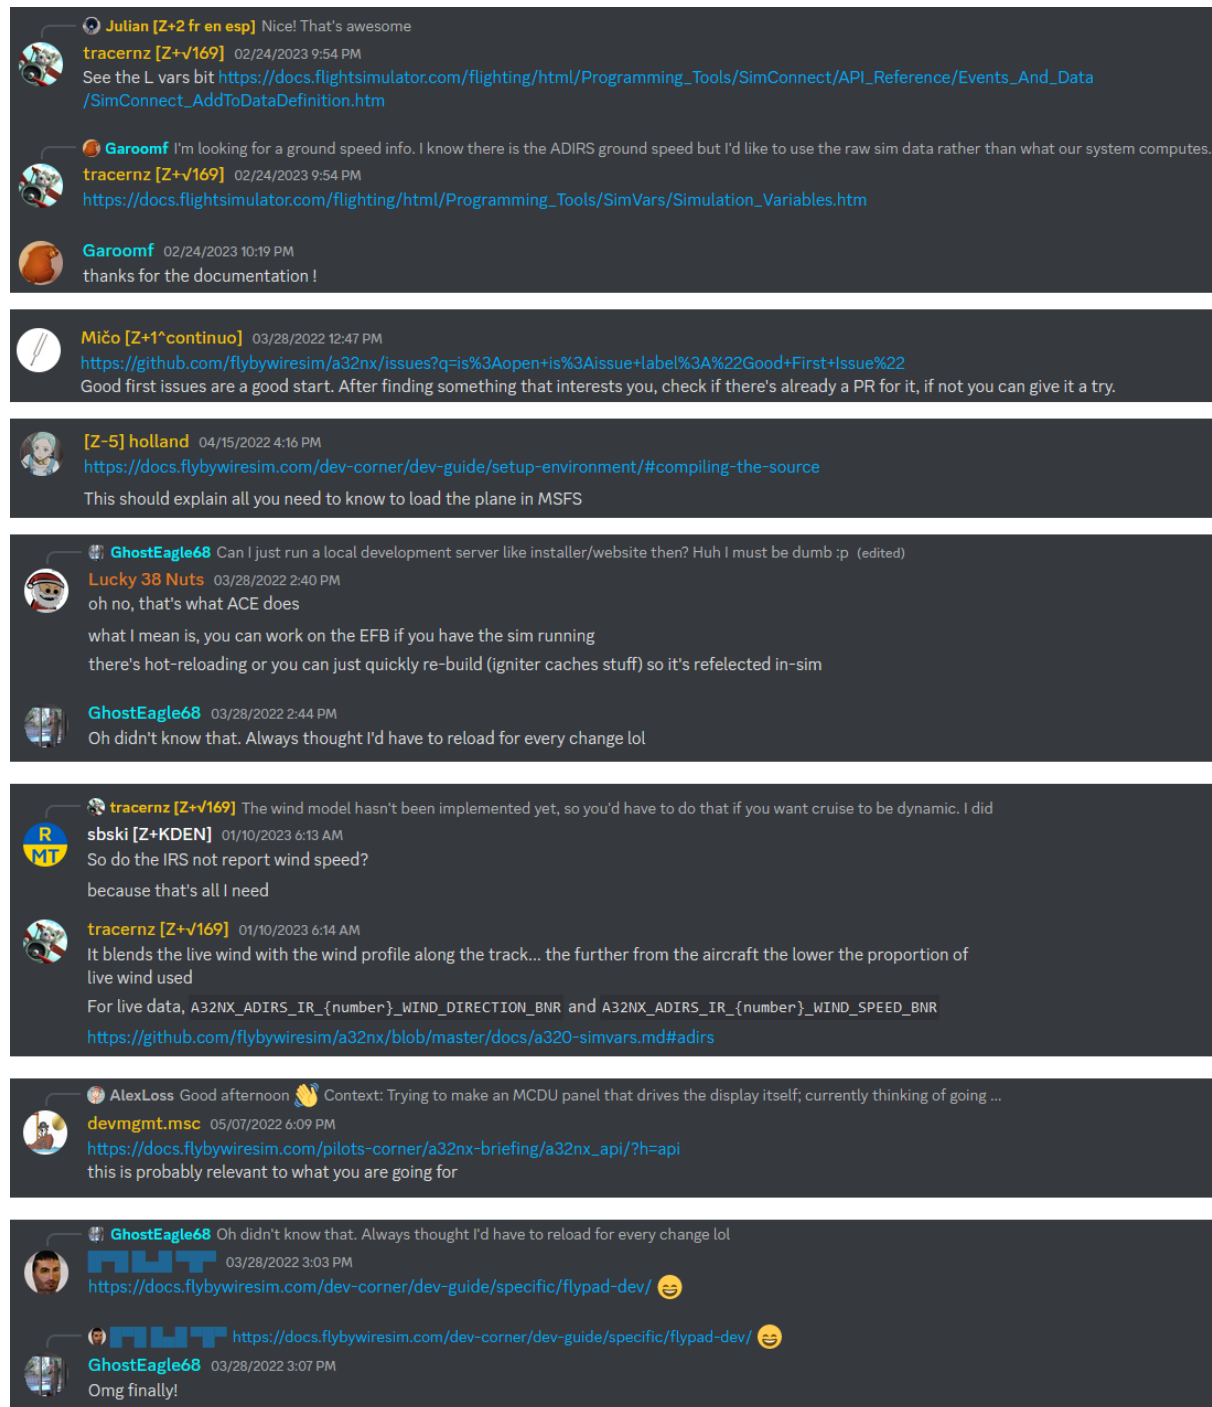 Julian [Z+2 fr en esp] Nice! That's awesome
tracernz [Z+√169] 02/24/2023 9:54 PM
See the L vars bit https://docs.flightsimulator.com/flighting/html/Programming_Tools/SimConnect/API_Reference/Events_And_Data
/SimConnect_AddToDataDefinition.htm
Garoomf I'm looking for a ground speed info. I know there is the ADIRS ground speed but I'd like to use the raw sim data rather than what our system computes.
tracernz [Z+√169] 02/24/2023 9:54 PM
https://docs.flightsimulator.com/flighting/html/Programming_Tools/SimVars/Simulation_Variables.htm
Garoomf 02/24/2023 10:19 PM
thanks for the documentation !
Mičo [Z+1^continuo] 03/28/2022 12:47 PM
https://github.com/flybywiresim/a32nx/issues?q=is%3Aopen+is%3Aissue+label%3A%22Good+First+Issue%22
Good first issues are a good start. After finding something that interests you, check if there's already a PR for it, if not you can give it a try.
[Z-5] holland 04/15/2022 4:16 PM
https://docs.flybywiresim.com/dev-corner/dev-guide/setup-environment/#compiling-the-source
This should explain all you need to know to load the plane in MSFS
GhostEagle68 Can I just run a local development server like installer/website then? Huh I must be dumb :p (edited)
Lucky 38 Nuts 03/28/2022 2:40 PM
oh no, that's what ACE does
what I mean is, you can work on the EFB if you have the sim running
there's hot-reloading or you can just quickly re-build (igniter caches stuff) so it's refelected in-sim
GhostEagle68 03/28/2022 2:44 PM
Oh didn't know that. Always thought I'd have to reload for every change lol
tracernz [Z+√169] The wind model hasn't been implemented yet, so you'd have to do that if you want cruise to be dynamic. I did
R
MT
sbski [Z+KDEN] 01/10/2023 6:13 AM
So do the IRS not report wind speed?
because that's all I need
tracernz [Z+√169] 01/10/2023 6:14 AM
It blends the live wind with the wind profile along the track... the further from the aircraft the lower the proportion of
live wind used
For live data, A32NX_ADIRS_IR_{number}_WIND_DIRECTION_BNR and A32NX_ADIRS_IR_{number}_WIND_SPEED_BNR
https://github.com/flybywiresim/a32nx/blob/master/docs/a320-simvars.md#adirs
AlexLoss Good afternoon 👋 Context: Trying to make an MCDU panel that drives the display itself; currently thinking of going ...
devmgmt.msc 05/07/2022 6:09 PM
https://docs.flybywiresim.com/pilots-corner/a32nx-briefing/a32nx_api/?h=api
this is probably relevant to what you are going for
GhostEagle68 Oh didn't know that. Always thought I'd have to reload for every change lol
03/28/2022 3:03 PM
https://docs.flybywiresim.com/dev-corner/dev-guide/specific/flypad-dev/ 😄
https://docs.flybywiresim.com/dev-corner/dev-guide/specific/flypad-dev/ 😄
GhostEagle68 03/28/2022 3:07 PM
Omg finally!